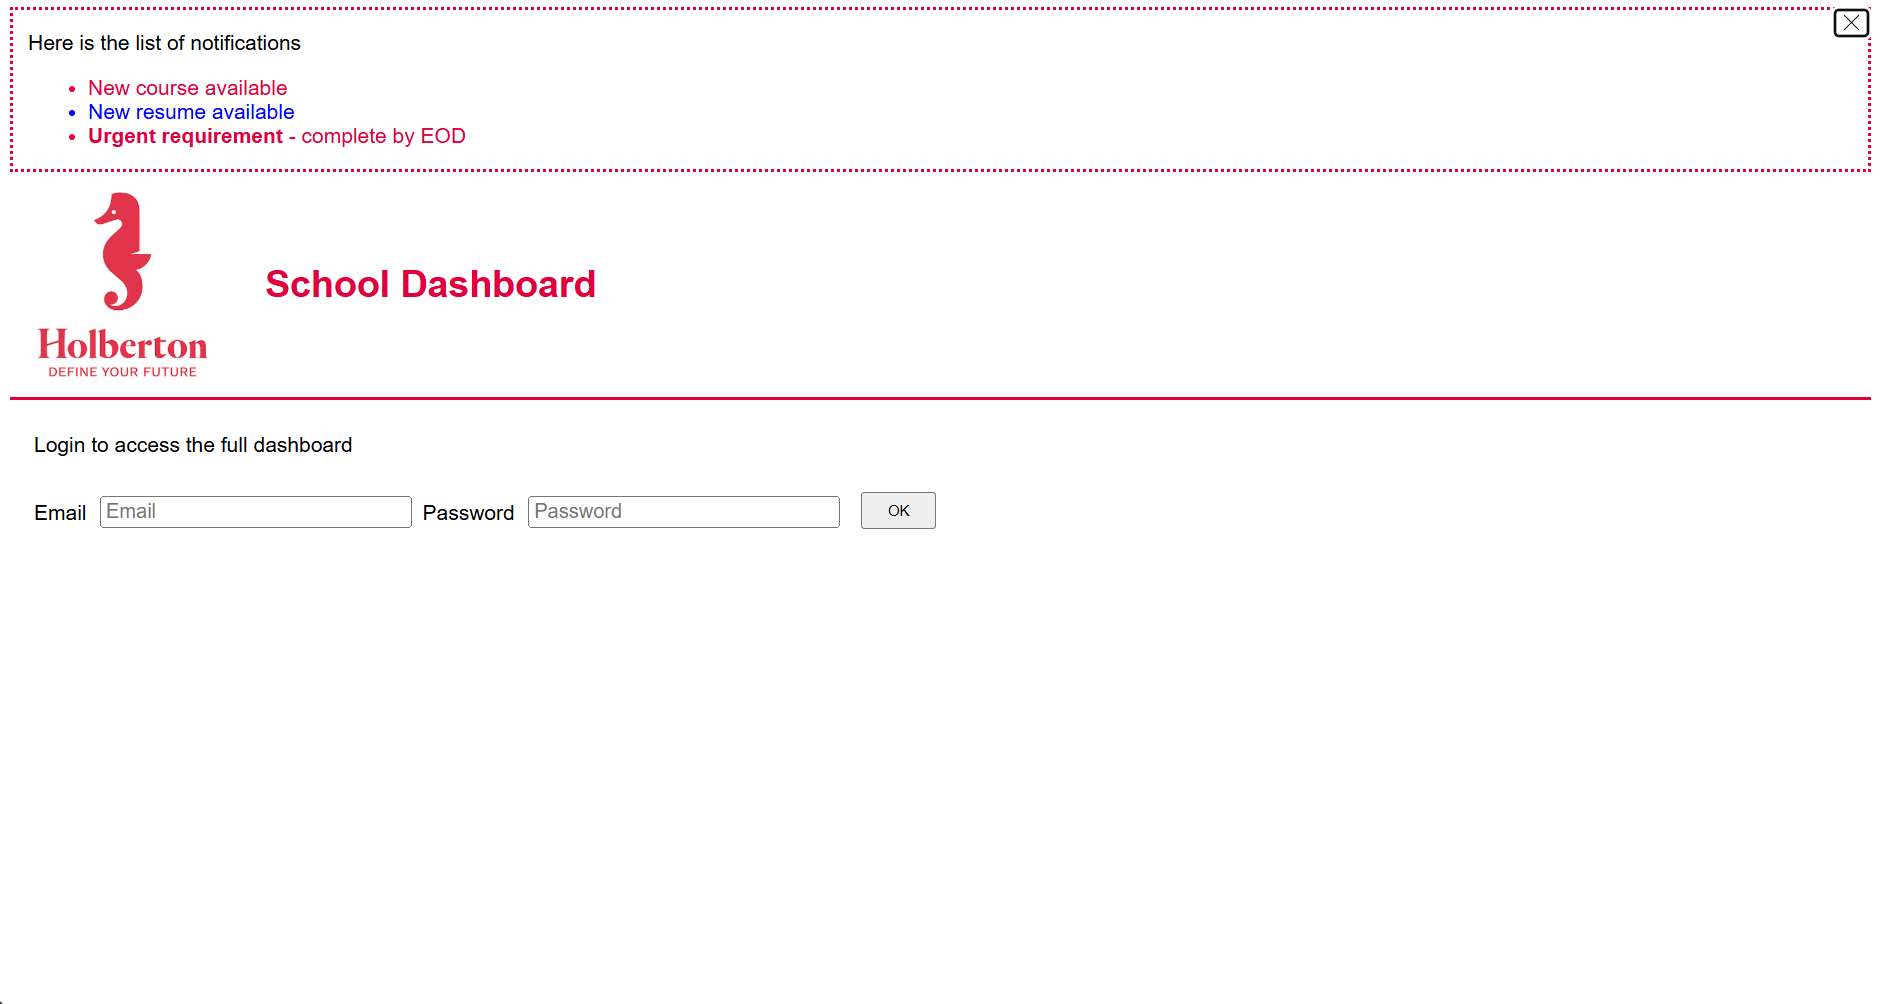 Here is the list of notifications
New course available
New resume available
Urgent requirement - complete by EOD
School Dashboard
Holberton
DEFINE YOUR FUTURE
Login to access the full dashboard
Email Email Password Password OK